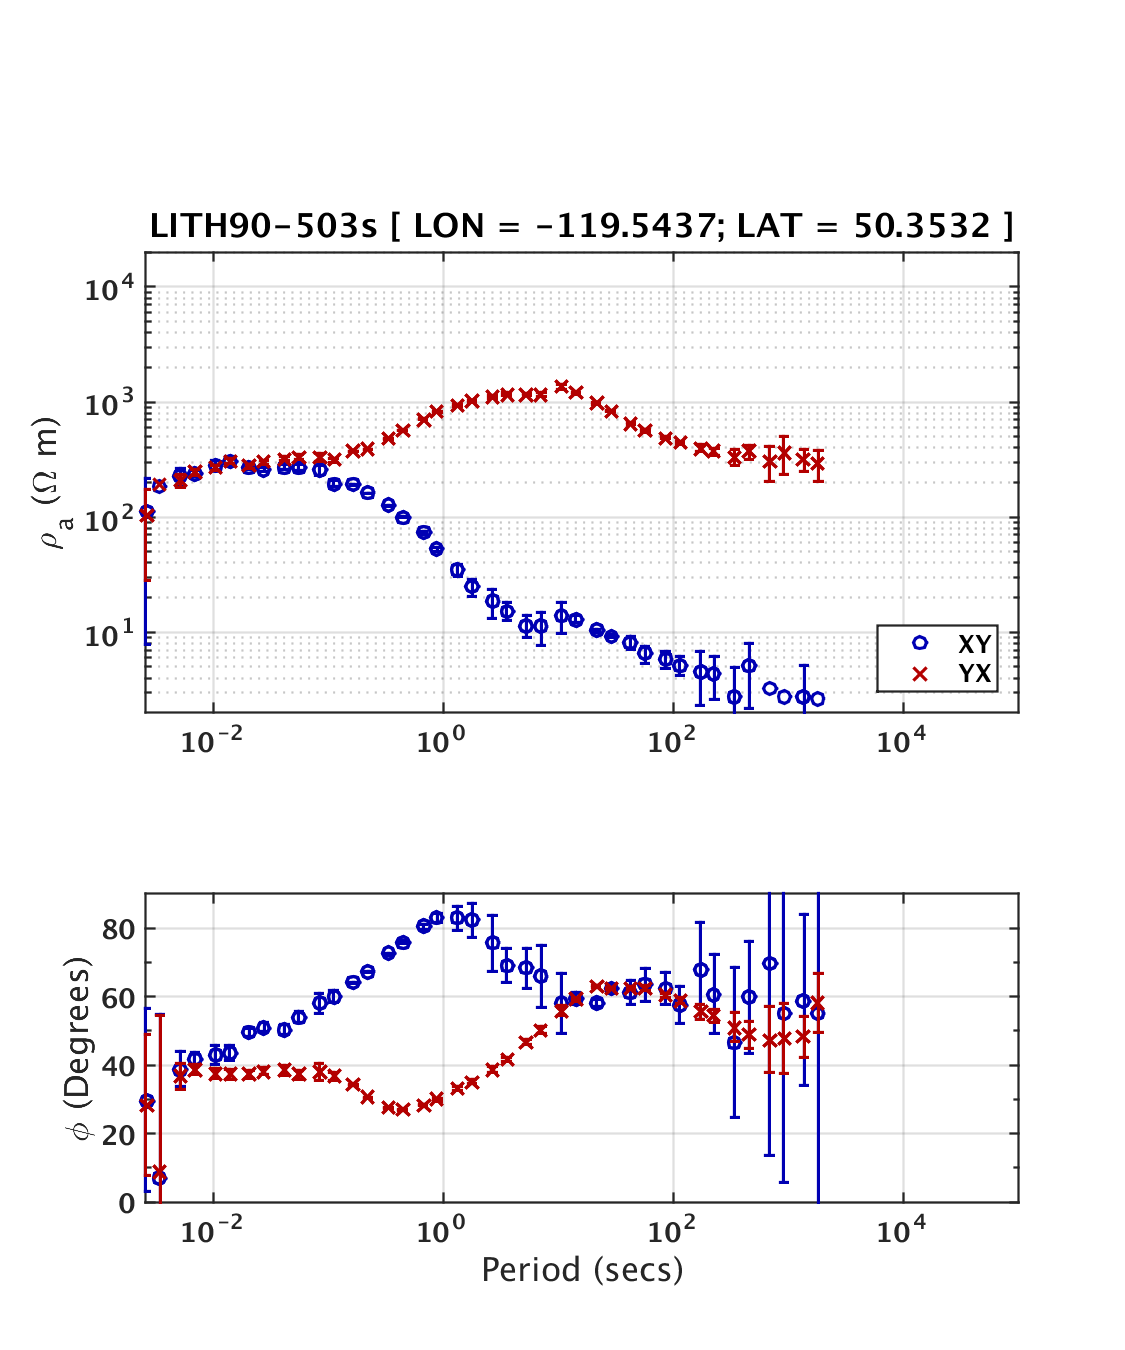 LITH90-503s [ LON = -119.5437; LAT = 50.3532 ]
10^4
10^3
10^2
10^1
ρ_a (Ω m)
XY
YX
10^-2 10^0 10^2 10^4
80
60
40
20
0
ϕ (Degrees)
10^-2 10^0 10^2 10^4
Period (secs)